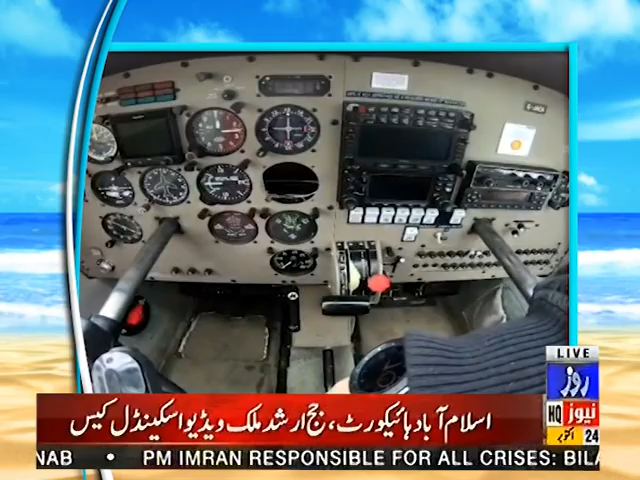 LIVE
روز
HQ نیوز
24 اکتوبر
اسلام آباد ہائیکورٹ، جج ارشد ملک ویڈیو اسکینڈل کیس
NAB • PM IMRAN RESPONSIBLE FOR ALL CRISES: BILA